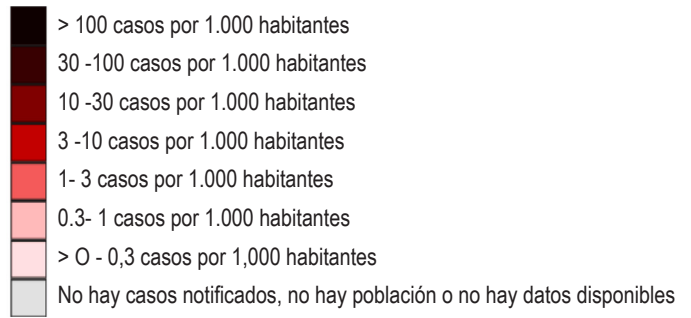 > 100 casos por 1.000 habitantes
30 -100 casos por 1.000 habitantes
10 -30 casos por 1.000 habitantes
3 -10 casos por 1.000 habitantes
1- 3 casos por 1.000 habitantes
0.3- 1 casos por 1.000 habitantes
> O - 0,3 casos por 1,000 habitantes
No hay casos notificados, no hay población o no hay datos disponibles